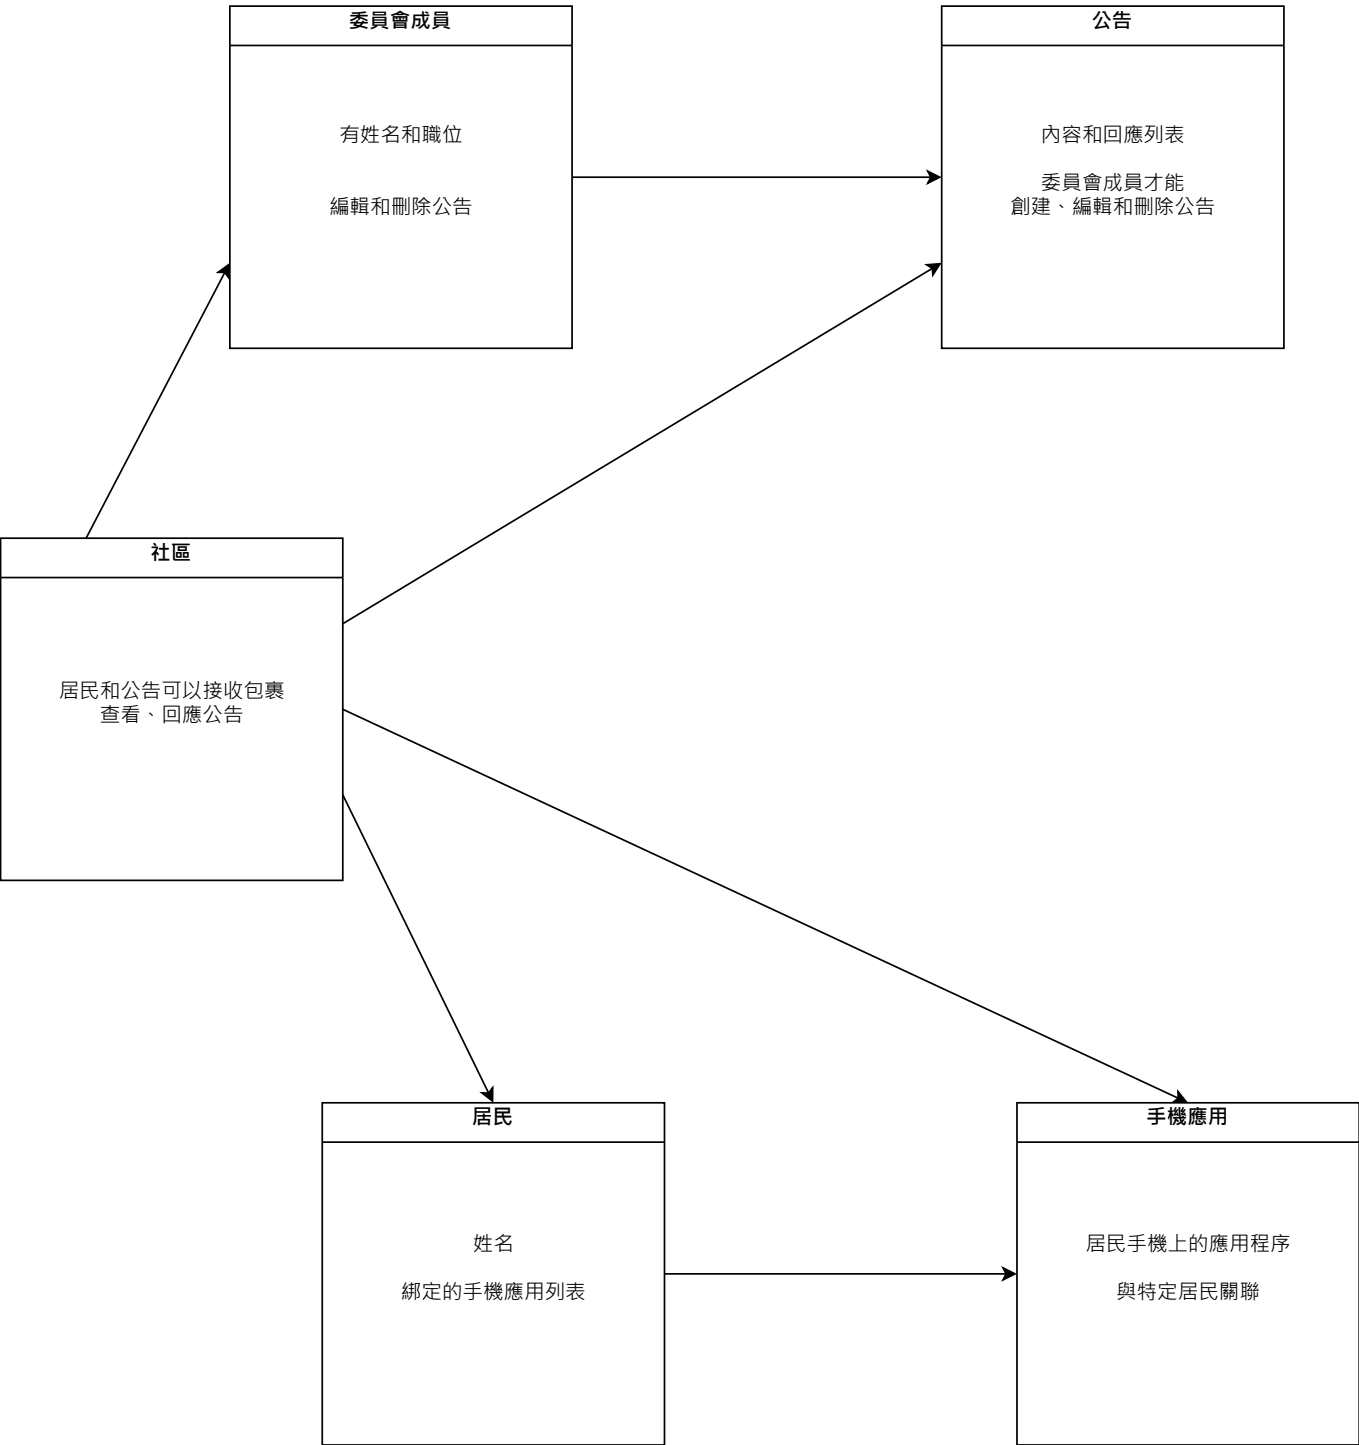 委員會成員
有姓名和職位
編輯和刪除公告
公告
內容和回應列表
委員會成員才能
創建、編輯和刪除公告
社區
居民和公告可以接收包裹
查看、回應公告
居民
姓名
綁定的手機應用列表
手機應用
居民手機上的應用程序
與特定居民關聯